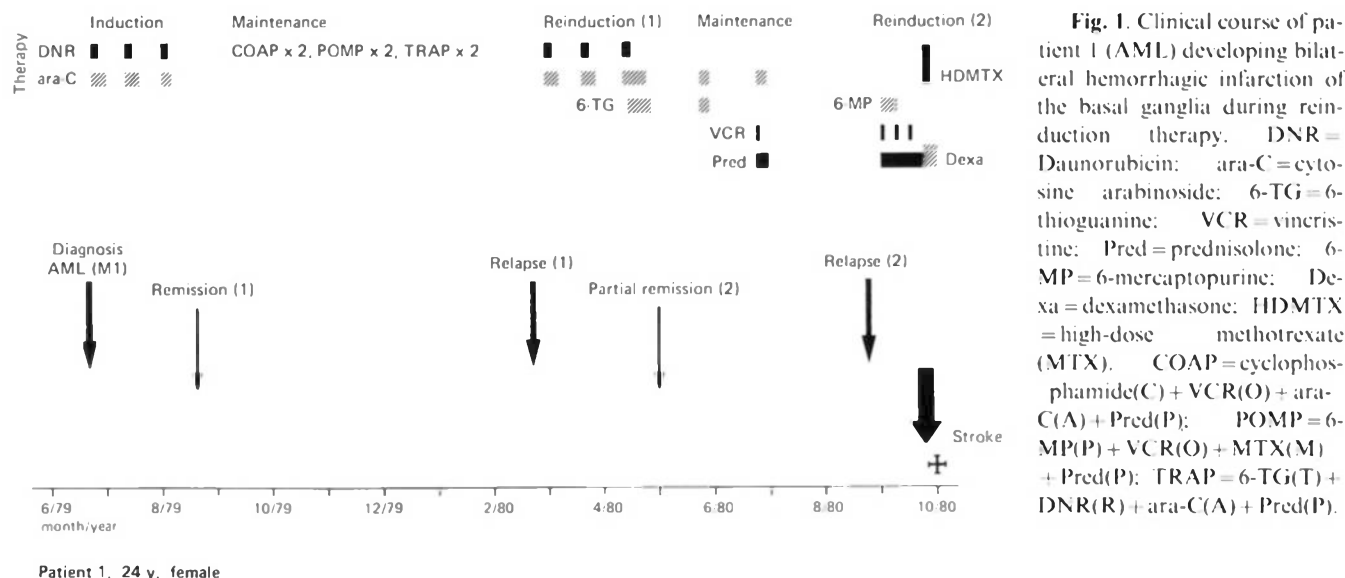 Induction Maintenance Reinduction (1) Maintenance Reinduction (2)
Therapy
DNR COAP x 2, POMP x 2, TRAP x 2
ara-C HDMTX
6-TG 6-MP
VCR
Pred Dexa
Diagnosis
AML (M1)
Remission (1)
Relapse (1)
Partial remission (2)
Relapse (2)
Stroke
6/79 8/79 10/79 12/79 2/80 4/80 6/80 8/80 10/80
month/year
Patient 1, 24 y, female
Fig. 1. Clinical course of pa-
tient 1 (AML) developing bilat-
eral hemorrhagic infarction of
the basal ganglia during rein-
duction therapy. DNR =
Daunorubicin; ara-C = cyto-
sine arabinoside; 6-TG = 6-
thioguanine; VCR = vincris-
tine; Pred = prednisolone; 6-
MP = 6-mercaptopurine; De-
xa = dexamethasone; HDMTX
= high-dose methotrexate
(MTX). COAP = cyclophos-
phamide(C) + VCR(O) + ara-
C(A) + Pred(P); POMP = 6-
MP(P) + VCR(O) + MTX(M)
+ Pred(P); TRAP = 6-TG(T) +
DNR(R) + ara-C(A) + Pred(P).